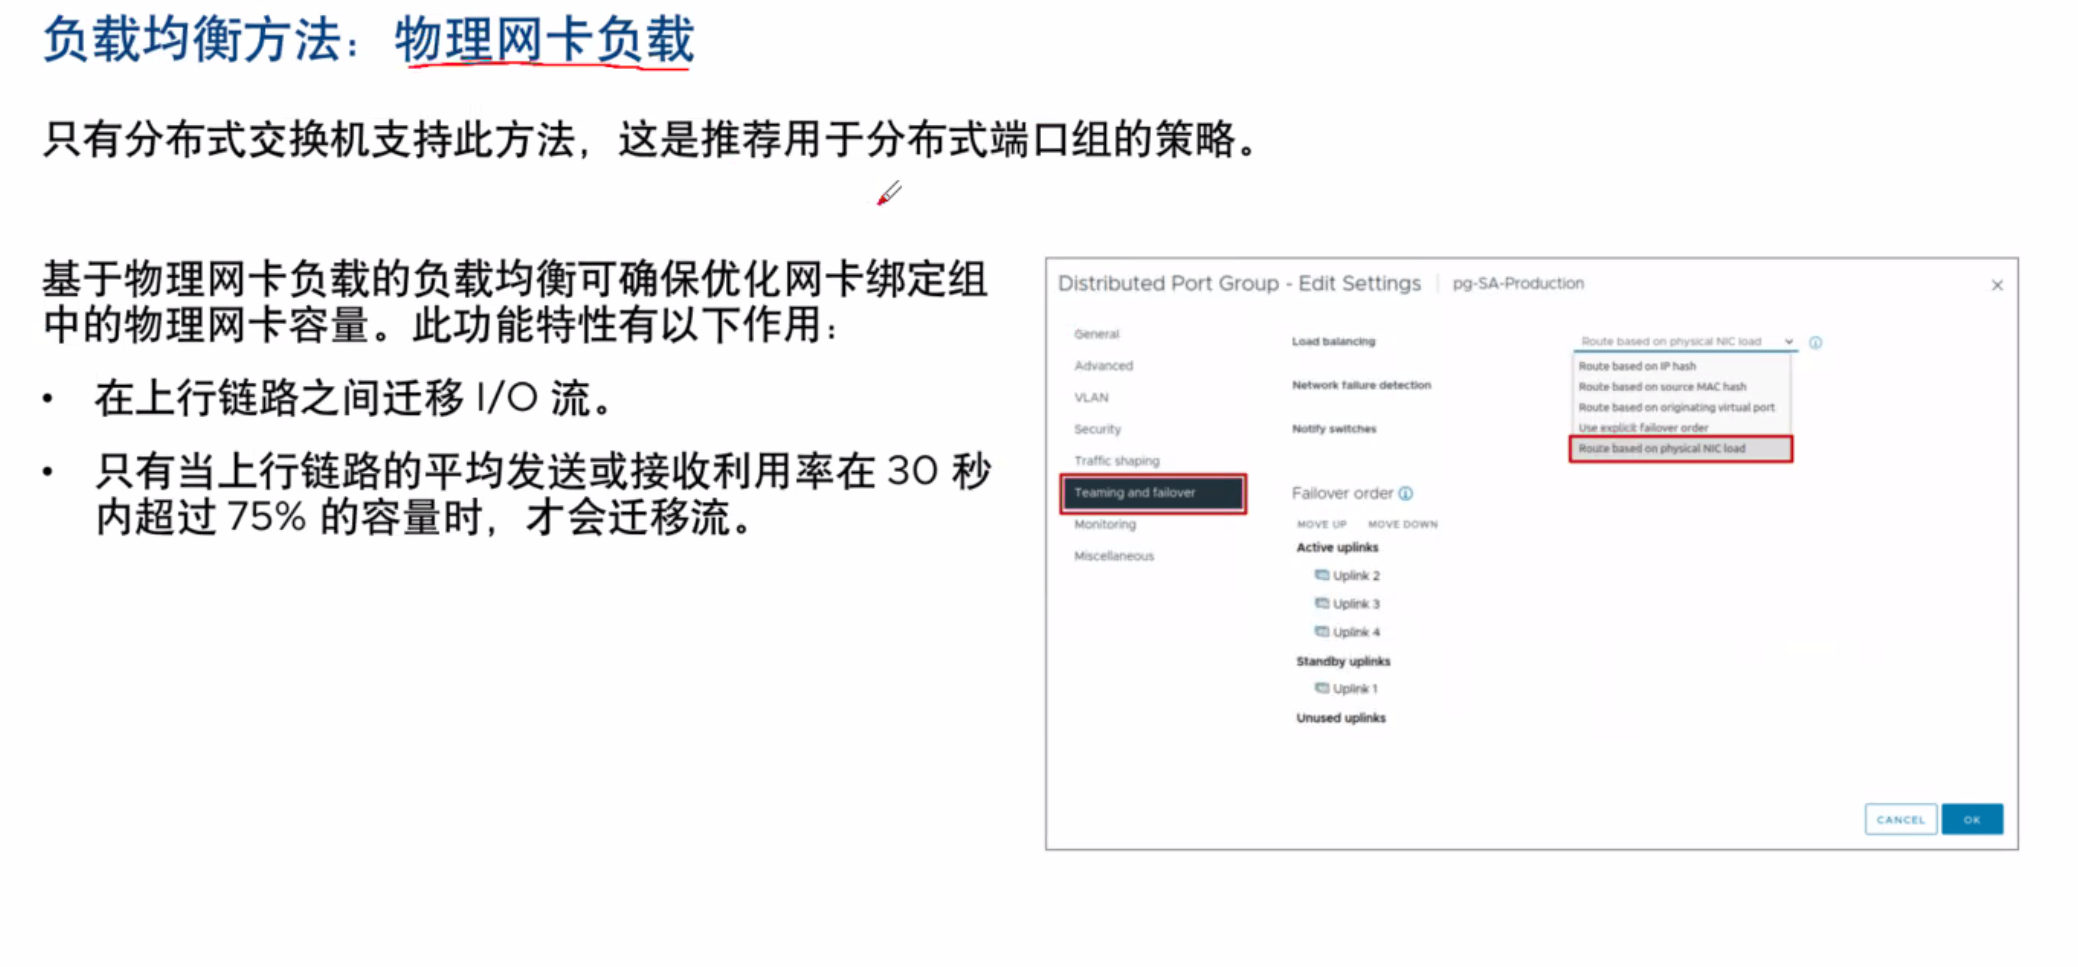 负载均衡方法：物理网卡负载
只有分布式交换机支持此方法，这是推荐用于分布式端口组的策略。
基于物理网卡负载的负载均衡可确保优化网卡绑定组
中的物理网卡容量。此功能特性有以下作用：
• 在上行链路之间迁移 I/O 流。
• 只有当上行链路的平均发送或接收利用率在 30 秒
内超过 75% 的容量时，才会迁移流。
Distributed Port Group - Edit Settings | pg-SA-Production
General
Advanced
VLAN
Security
Traffic shaping
Teaming and failover
Monitoring
Miscellaneous
Load balancing
Route based on physical NIC load
Route based on IP hash
Route based on source MAC hash
Route based on originating virtual port
Use explicit failover order
Route based on physical NIC load
Network failure detection
Notify switches
Failover order
MOVE UP MOVE DOWN
Active uplinks
Uplink 2
Uplink 3
Uplink 4
Standby uplinks
Uplink 1
Unused uplinks
CANCEL OK